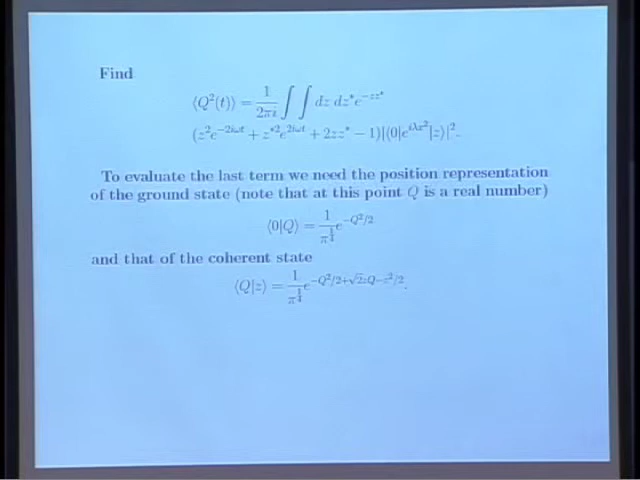 Find
⟨Q²(t)⟩ = 1/2πi ∫∫ dz dz* e^{-zz*}
(z²e^{-2iωt} + z*²e^{2iωt} + 2zz* − 1)|⟨0|e^{iλx²}|z⟩|².
To evaluate the last term we need the position representation
of the ground state (note that at this point Q is a real number)
⟨0|Q⟩ = 1/π^{1/4} e^{-Q²/2}
and that of the coherent state
⟨Q|z⟩ = 1/π^{1/4} e^{-Q²/2+√2zQ−z²/2}.